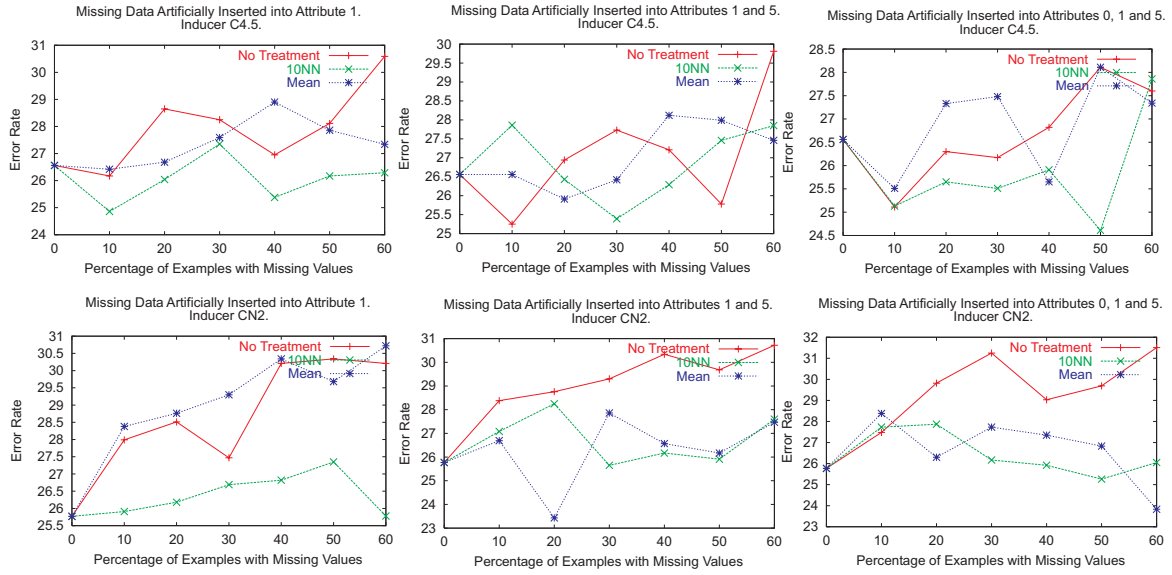 Missing Data Artificially Inserted into Attribute 1.
Inducer C4.5.
31
30
29
28
27
26
25
24
Error Rate
No Treatment
10NN
Mean
0 10 20 30 40 50 60
Percentage of Examples with Missing Values
Missing Data Artificially Inserted into Attributes 1 and 5.
Inducer C4.5.
30
29.5
29
28.5
28
27.5
27
26.5
26
25.5
25
Error Rate
No Treatment
10NN
Mean
0 10 20 30 40 50 60
Percentage of Examples with Missing Values
Missing Data Artificially Inserted into Attributes 0, 1 and 5.
Inducer C4.5.
28.5
28
27.5
27
26.5
26
25.5
25
24.5
Error Rate
No Treatment
10NN
Mean
0 10 20 30 40 50 60
Percentage of Examples with Missing Values
Missing Data Artificially Inserted into Attribute 1.
Inducer CN2.
31
30.5
30
29.5
29
28.5
28
27.5
27
26.5
26
25.5
Error Rate
No Treatment
10NN
Mean
0 10 20 30 40 50 60
Percentage of Examples with Missing Values
Missing Data Artificially Inserted into Attributes 1 and 5.
Inducer CN2.
31
30
29
28
27
26
25
24
23
Error Rate
No Treatment
10NN
Mean
0 10 20 30 40 50 60
Percentage of Examples with Missing Values
Missing Data Artificially Inserted into Attributes 0, 1 and 5.
Inducer CN2.
32
31
30
29
28
27
26
25
24
23
Error Rate
No Treatment
10NN
Mean
0 10 20 30 40 50 60
Percentage of Examples with Missing Values